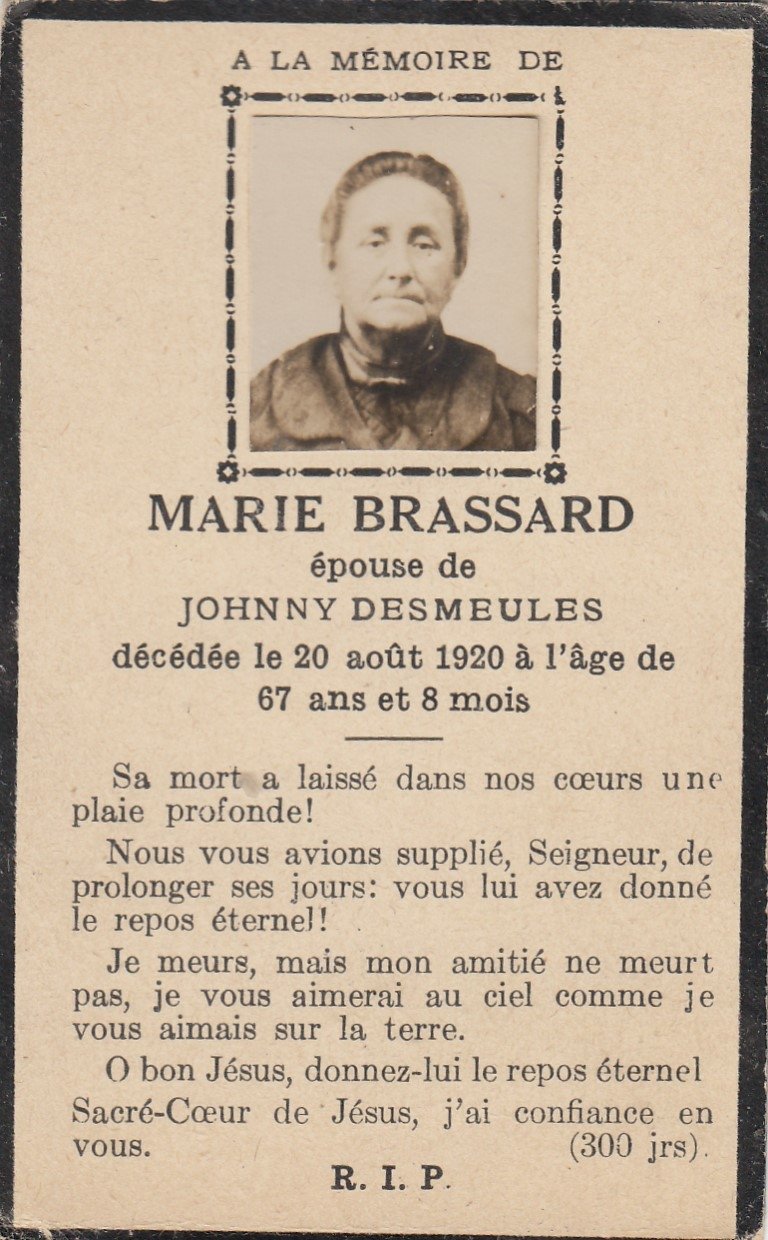 A LA MÉMOIRE DE
MARIE BRASSARD
épouse de
JOHNNY DESMEULES
décédée le 20 août 1920 à l'âge de
67 ans et 8 mois
Sa mort a laissé dans nos cœurs une
plaie profonde!
Nous vous avions supplié, Seigneur, de
prolonger ses jours: vous lui avez donné
le repos éternel!
Je meurs, mais mon amitié ne meurt
pas, je vous aimerai au ciel comme je
vous aimais sur la terre.
O bon Jésus, donnez-lui le repos éternel
Sacré-Cœur de Jésus, j'ai confiance en
vous. (300 jrs).
R. I. P.